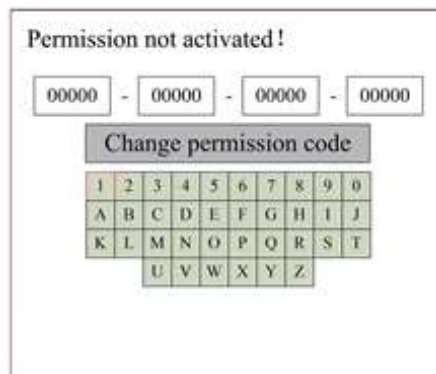 Permission not activated!
00000 - 00000 - 00000 - 00000
Change permission code
1 2 3 4 5 6 7 8 9 0
A B C D E F G H I J
K L M N O P Q R S T
U V W X Y Z